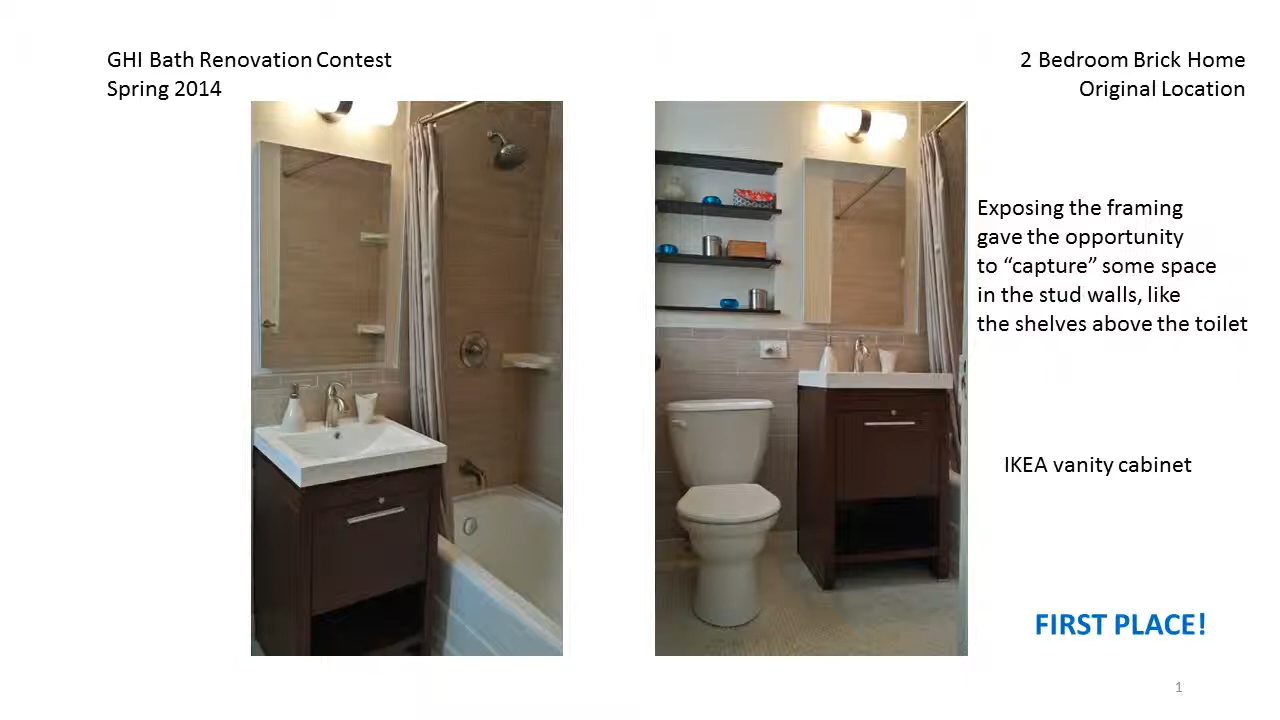 GHI Bath Renovation Contest
Spring 2014
2 Bedroom Brick Home
Original Location
Exposing the framing
gave the opportunity
to “capture” some space
in the stud walls, like
the shelves above the toilet
IKEA vanity cabinet
FIRST PLACE!
1